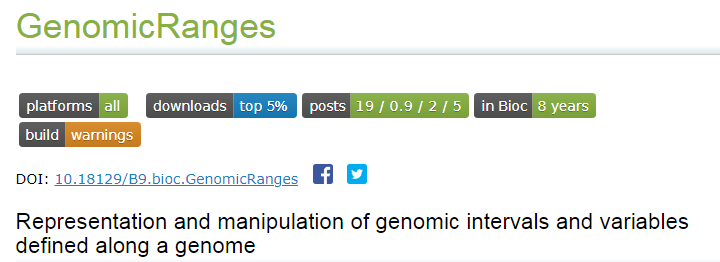 GenomicRanges
platforms all downloads top 5% posts 19 / 0.9 / 2 / 5 in Bioc 8 years
build warnings
DOI: 10.18129/B9.bioc.GenomicRanges
Representation and manipulation of genomic intervals and variables
defined along a genome